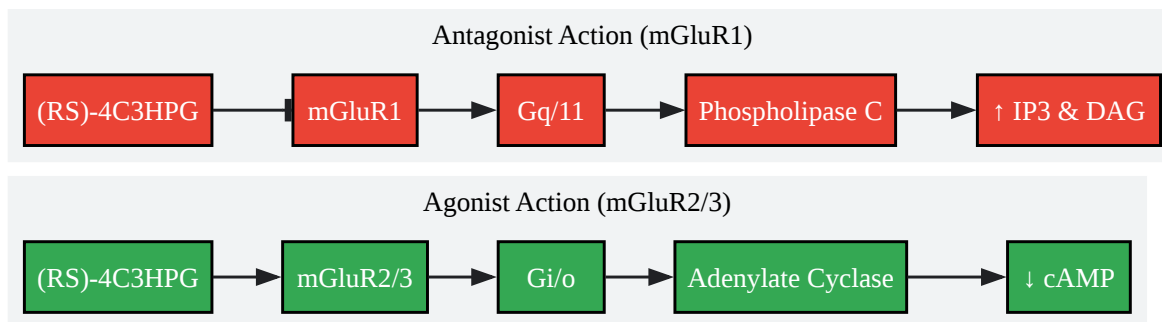 Antagonist Action (mGluR1)
(RS)-4C3HPG
mGluR1
Gq/11
Phospholipase C
↑ IP3 & DAG
Agonist Action (mGluR2/3)
(RS)-4C3HPG
mGluR2/3
Gi/o
Adenylate Cyclase
↓ cAMP